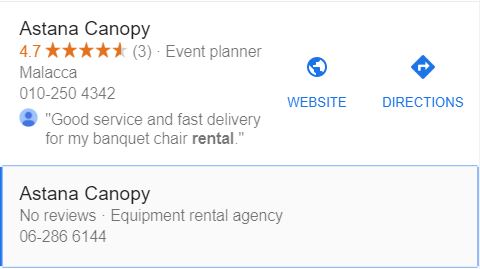 Astana Canopy
4.7 ★★★★★ (3) · Event planner
Malacca
010-250 4342
"Good service and fast delivery
for my banquet chair rental."
WEBSITE
DIRECTIONS
Astana Canopy
No reviews · Equipment rental agency
06-286 6144